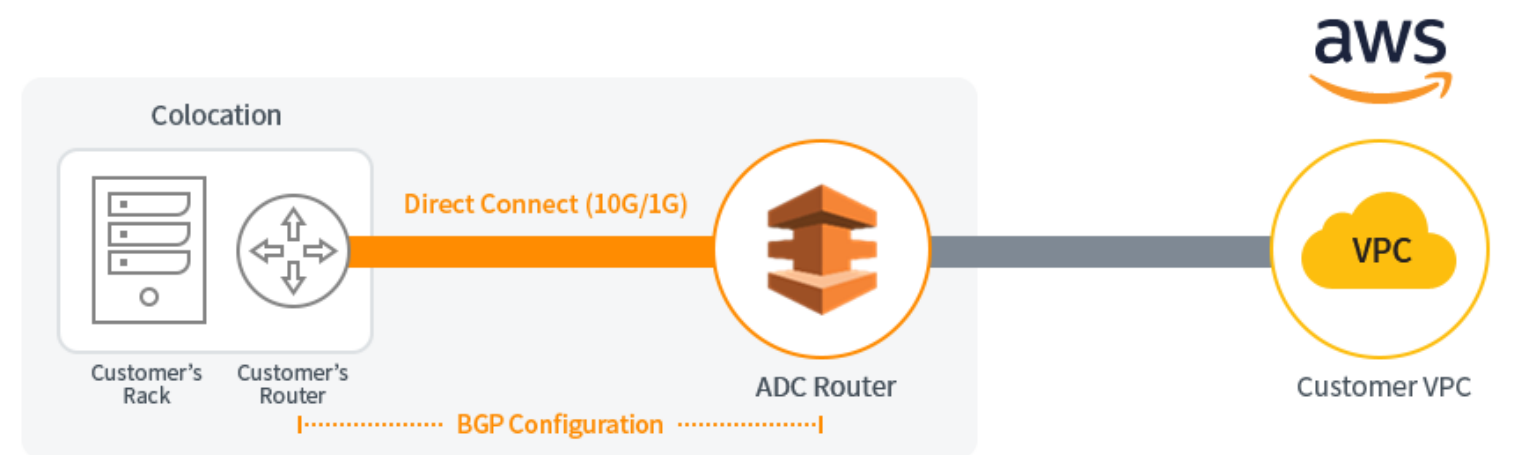 aws
Colocation
Direct Connect (10G/1G)
VPC
Customer's
Rack
Customer's
Router
ADC Router
Customer VPC
BGP Configuration